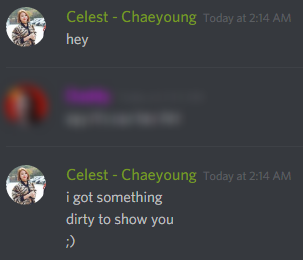 Celest - Chaeyoung Today at 2:14 AM
hey
Celest - Chaeyoung Today at 2:14 AM
i got something
dirty to show you
;)